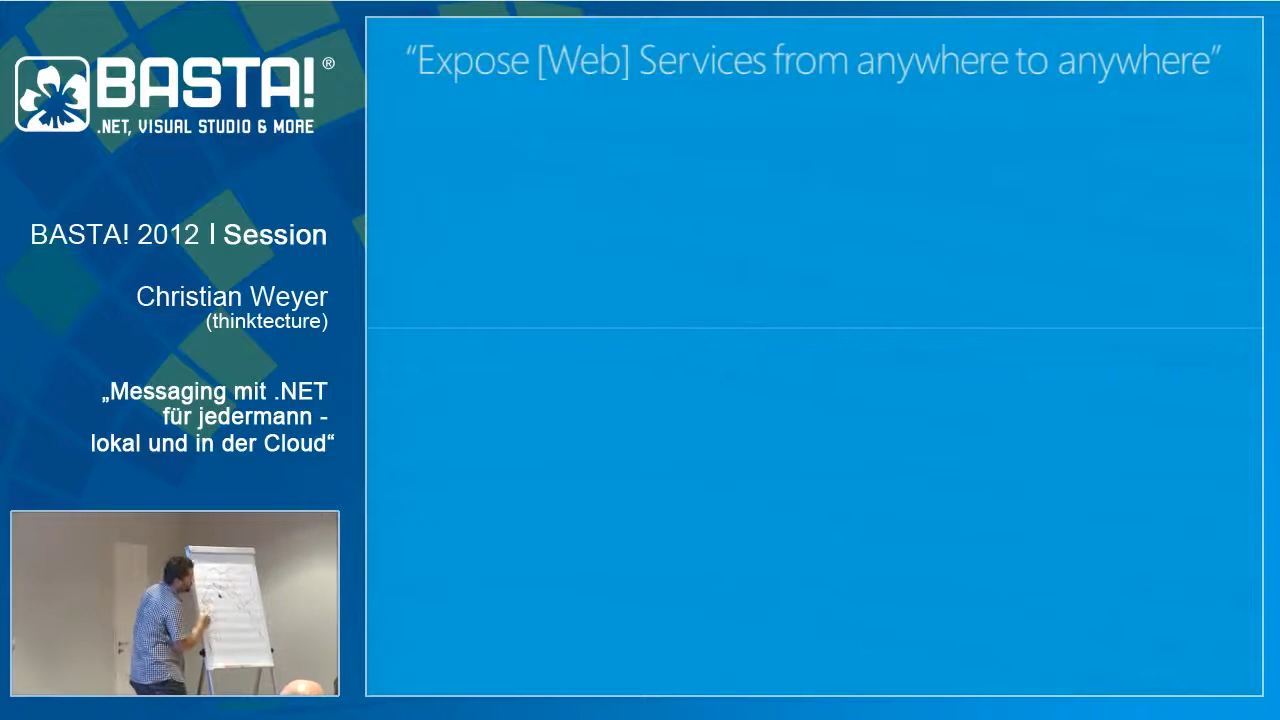 BASTA!®
.NET, VISUAL STUDIO & MORE
BASTA! 2012 | Session
Christian Weyer
(thinktecture)
„Messaging mit .NET
für jedermann -
lokal und in der Cloud“
“Expose [Web] Services from anywhere to anywhere”